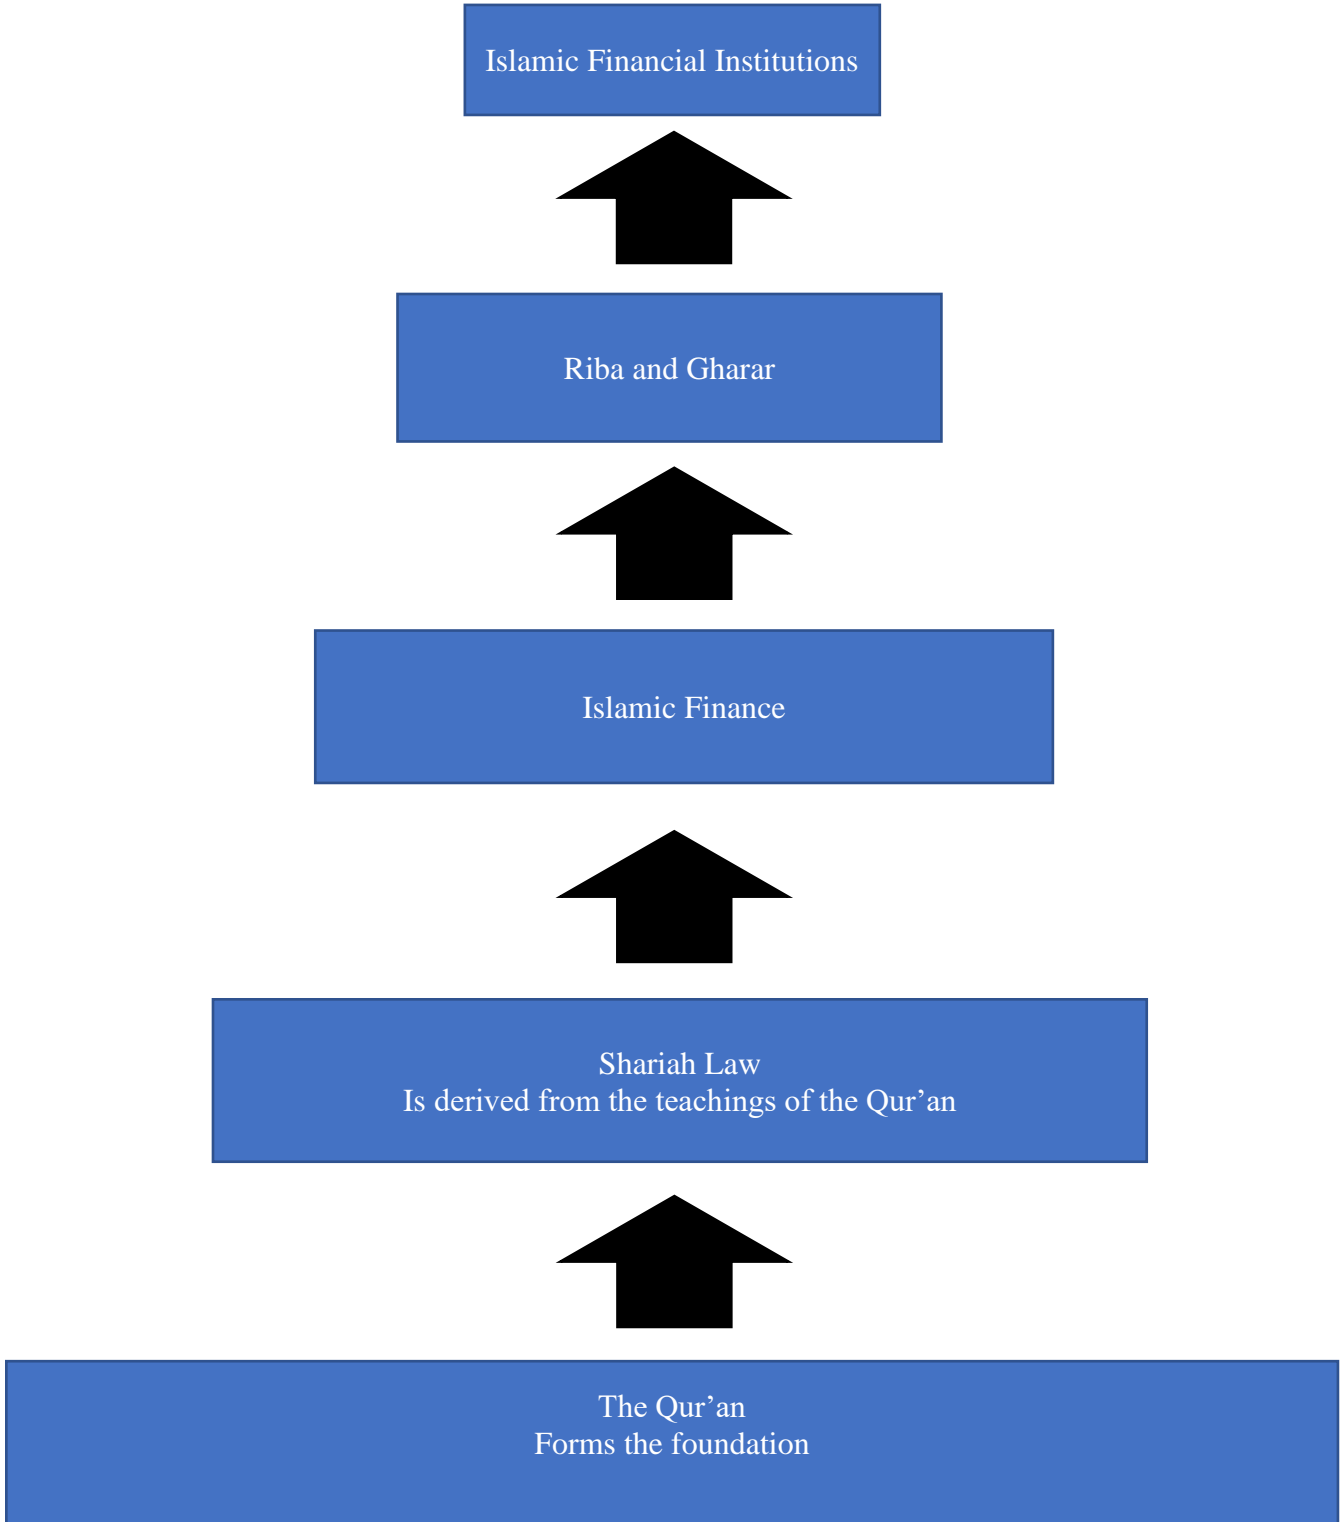 Islamic Financial Institutions
Riba and Gharar
Islamic Finance
Shariah Law
Is derived from the teachings of the Qur’an
The Qur’an
Forms the foundation